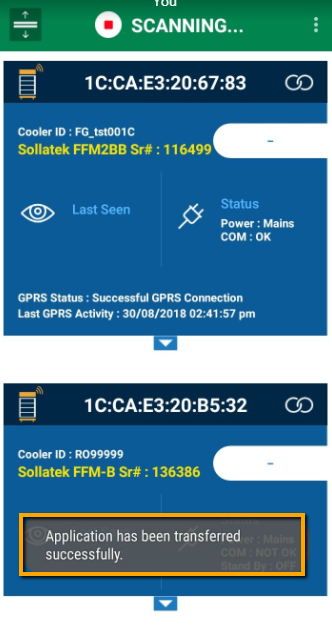 You
SCANNING...
1C:CA:E3:20:67:83
Cooler ID : FG_tst001C
Sollatek FFM2BB Sr# : 116499
-
Last Seen
Status
Power : Mains
COM : OK
GPRS Status : Successful GPRS Connection
Last GPRS Activity : 30/08/2018 02:41:57 pm
1C:CA:E3:20:B5:32
Cooler ID : RO99999
Sollatek FFM-B Sr# : 136386
-
Application has been transferred
successfully.
Power : Mains
COM : NOT OK
Stand By : OFF